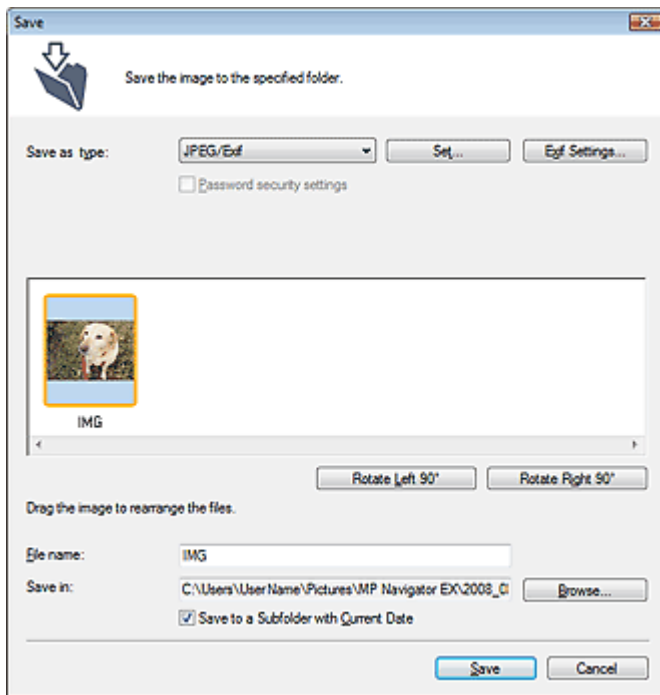 Save
Save the image to the specified folder.
Save as type: JPEG/Exif Set... Exif Settings...
Password security settings
IMG
Rotate Left 90° Rotate Right 90°
Drag the image to rearrange the files.
File name: IMG
Save in: C:\Users\UserName\Pictures\MP Navigator EX\2008_0 Browse...
Save to a Subfolder with Current Date
Save Cancel